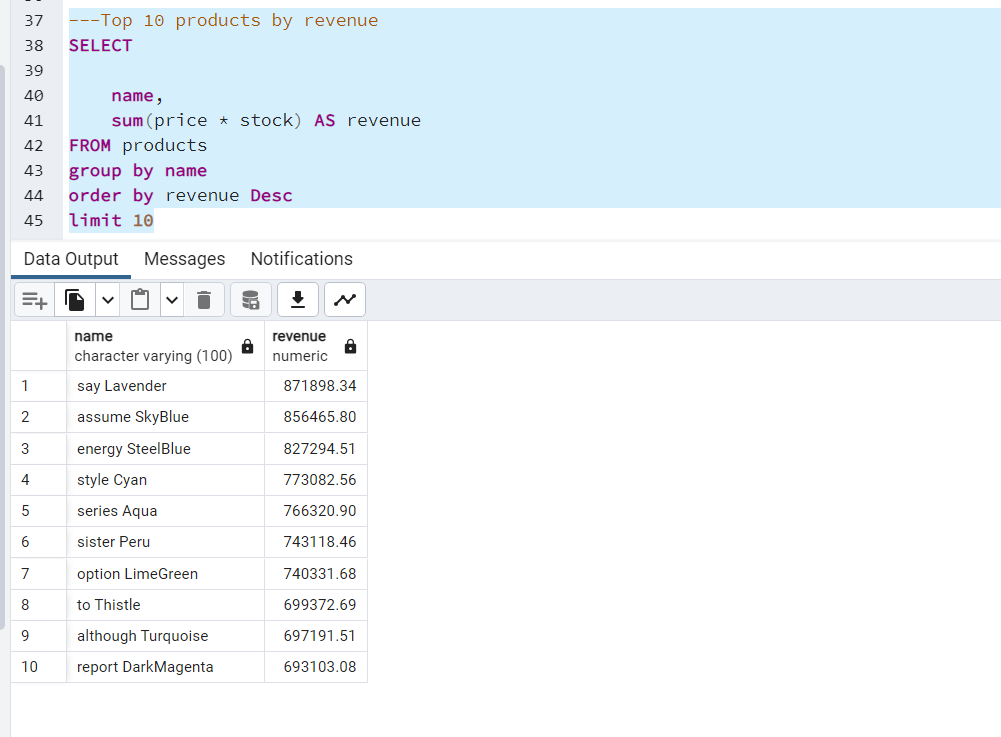 37 ---Top 10 products by revenue
38 SELECT
39
40 name,
41 sum(price * stock) AS revenue
42 FROM products
43 group by name
44 order by revenue Desc
45 limit 10
Data Output Messages Notifications
name revenue
character varying (100) numeric
1 say Lavender 871898.34
2 assume SkyBlue 856465.80
3 energy SteelBlue 827294.51
4 style Cyan 773082.56
5 series Aqua 766320.90
6 sister Peru 743118.46
7 option LimeGreen 740331.68
8 to Thistle 699372.69
9 although Turquoise 697191.51
10 report DarkMagenta 693103.08